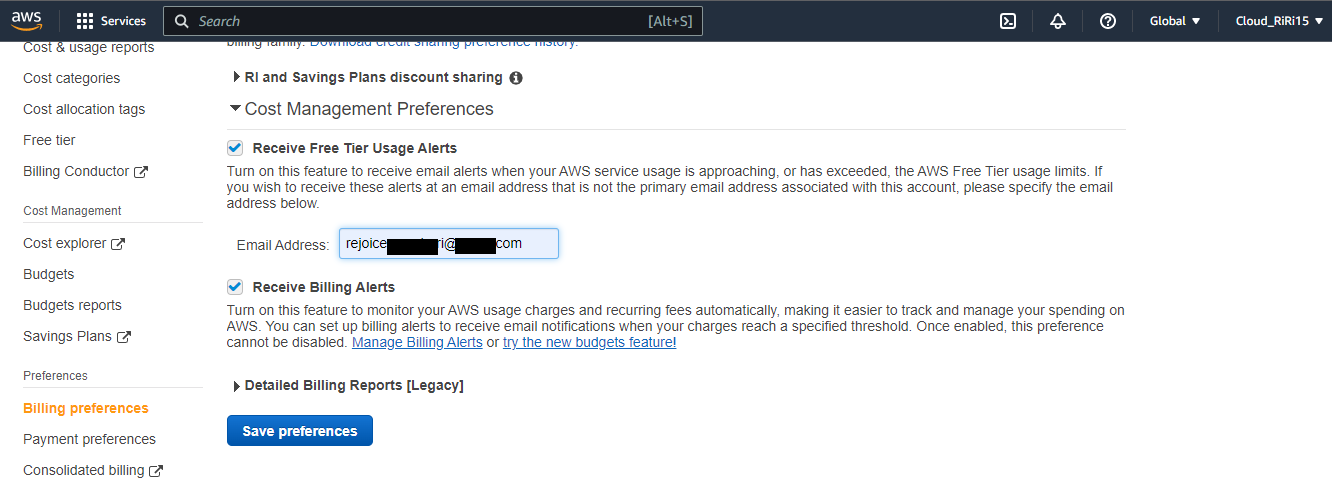 aws Services Search [Alt+S] Global Cloud_RiRi15
Cost & usage reports
Cost categories
Cost allocation tags
Free tier
Billing Conductor
Cost Management
Cost explorer
Budgets
Budgets reports
Savings Plans
Preferences
Billing preferences
Payment preferences
Consolidated billing
billing family. Download credit sharing preference history.
RI and Savings Plans discount sharing
Cost Management Preferences
Receive Free Tier Usage Alerts
Turn on this feature to receive email alerts when your AWS service usage is approaching, or has exceeded, the AWS Free Tier usage limits. If
you wish to receive these alerts at an email address that is not the primary email address associated with this account, please specify the email
address below.
Email Address: rejoice ri@ com
Receive Billing Alerts
Turn on this feature to monitor your AWS usage charges and recurring fees automatically, making it easier to track and manage your spending on
AWS. You can set up billing alerts to receive email notifications when your charges reach a specified threshold. Once enabled, this preference
cannot be disabled. Manage Billing Alerts or try the new budgets feature!
Detailed Billing Reports [Legacy]
Save preferences